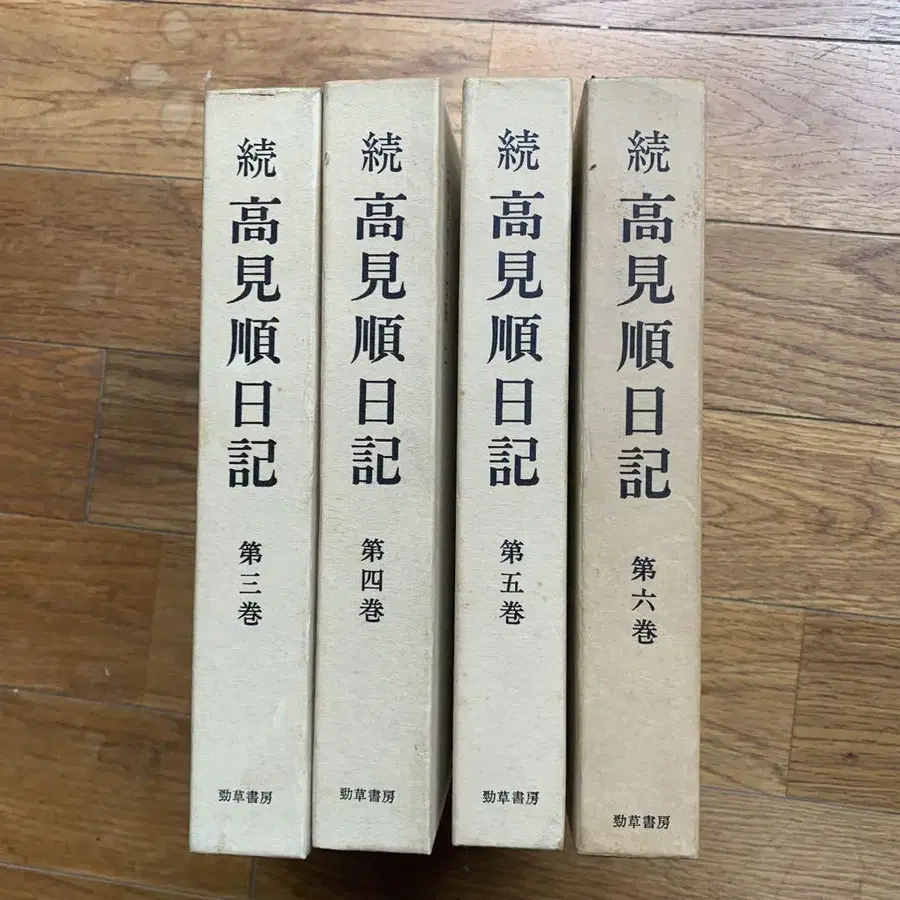 続 高見順日記 第三巻 勁草書房
続 高見順日記 第四巻 勁草書房
続 高見順日記 第五巻 勁草書房
続 高見順日記 第六巻 勁草書房